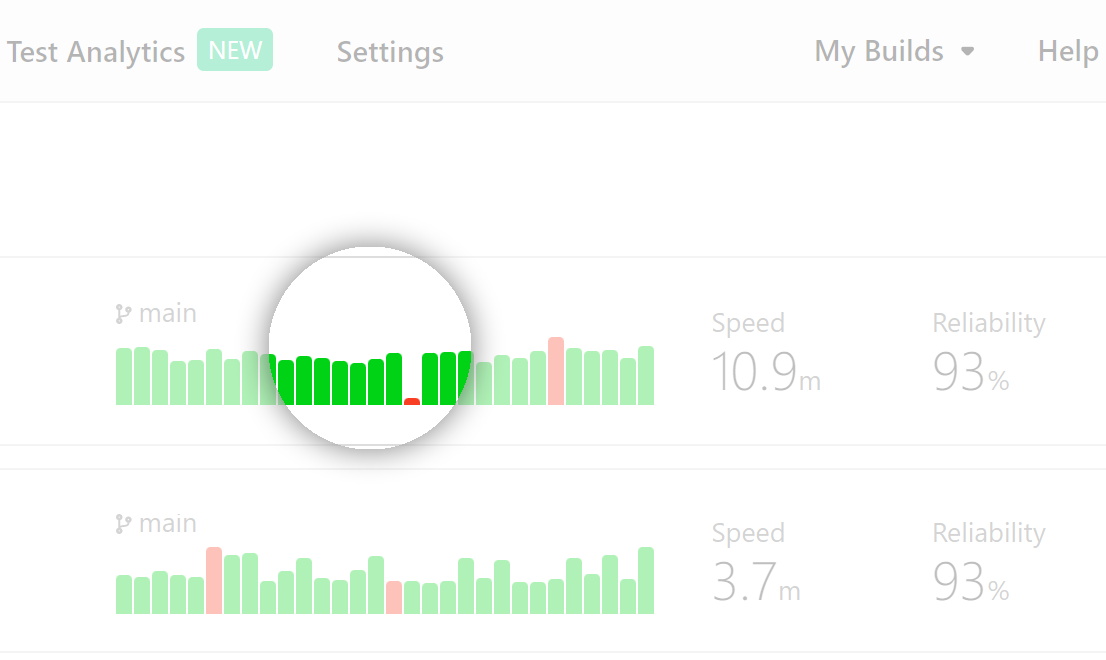 Test Analytics NEW Settings My Builds Help
main
Speed Reliability
10.9m 93%
main
Speed Reliability
3.7m 93%